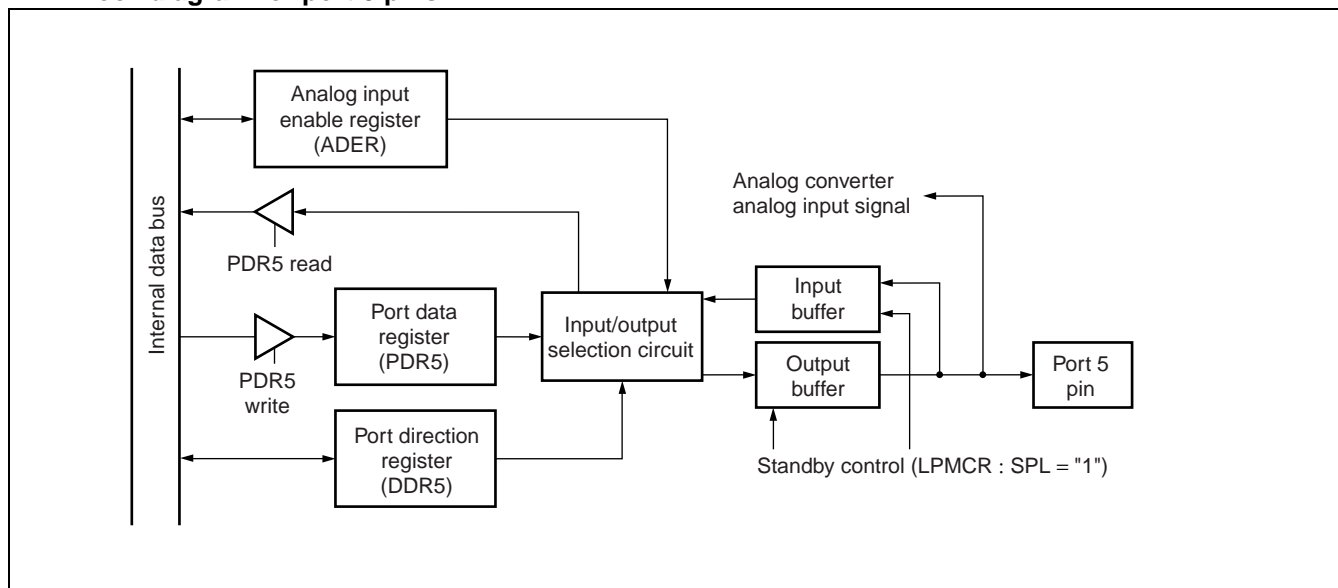 Internal data bus
Analog input
enable register
(ADER)
PDR5 read
Port data
register
(PDR5)
PDR5
write
Port direction
register
(DDR5)
Input/output
selection circuit
Analog converter
analog input signal
Input
buffer
Output
buffer
Port 5
pin
Standby control (LPMCR : SPL = "1")